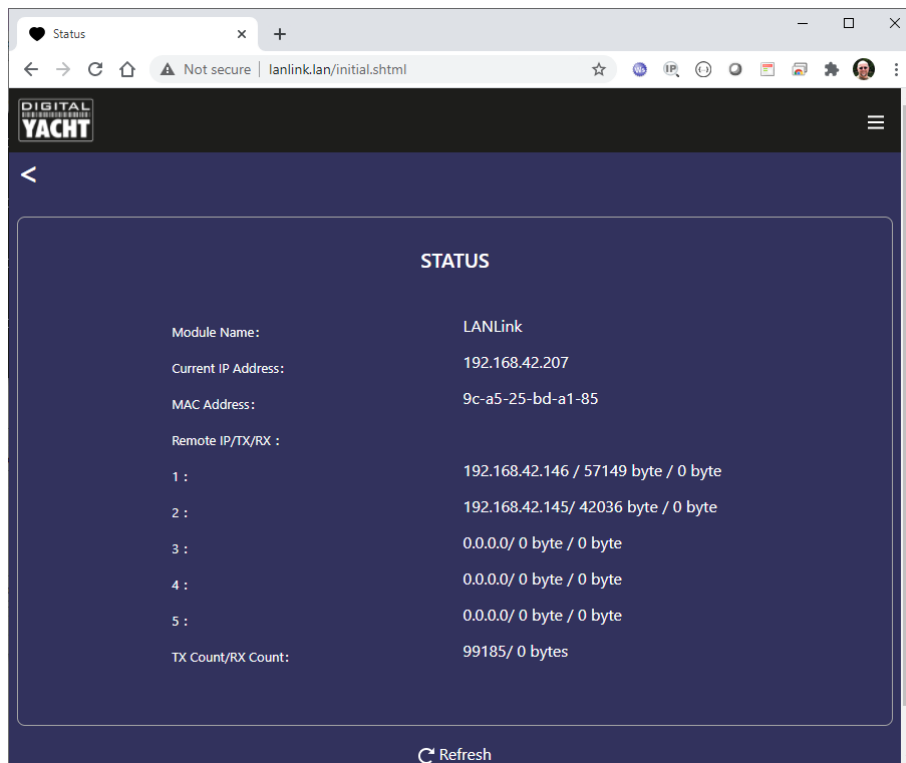 Status
Not secure | lanlink.lan/initial.shtml
DIGITAL
YACHT
STATUS
Module Name: LANLink
Current IP Address: 192.168.42.207
MAC Address: 9c-a5-25-bd-a1-85
Remote IP/TX/RX :
1 : 192.168.42.146 / 57149 byte / 0 byte
2 : 192.168.42.145/ 42036 byte / 0 byte
3 : 0.0.0.0/ 0 byte / 0 byte
4 : 0.0.0.0/ 0 byte / 0 byte
5 : 0.0.0.0/ 0 byte / 0 byte
TX Count/RX Count: 99185/ 0 bytes
Refresh